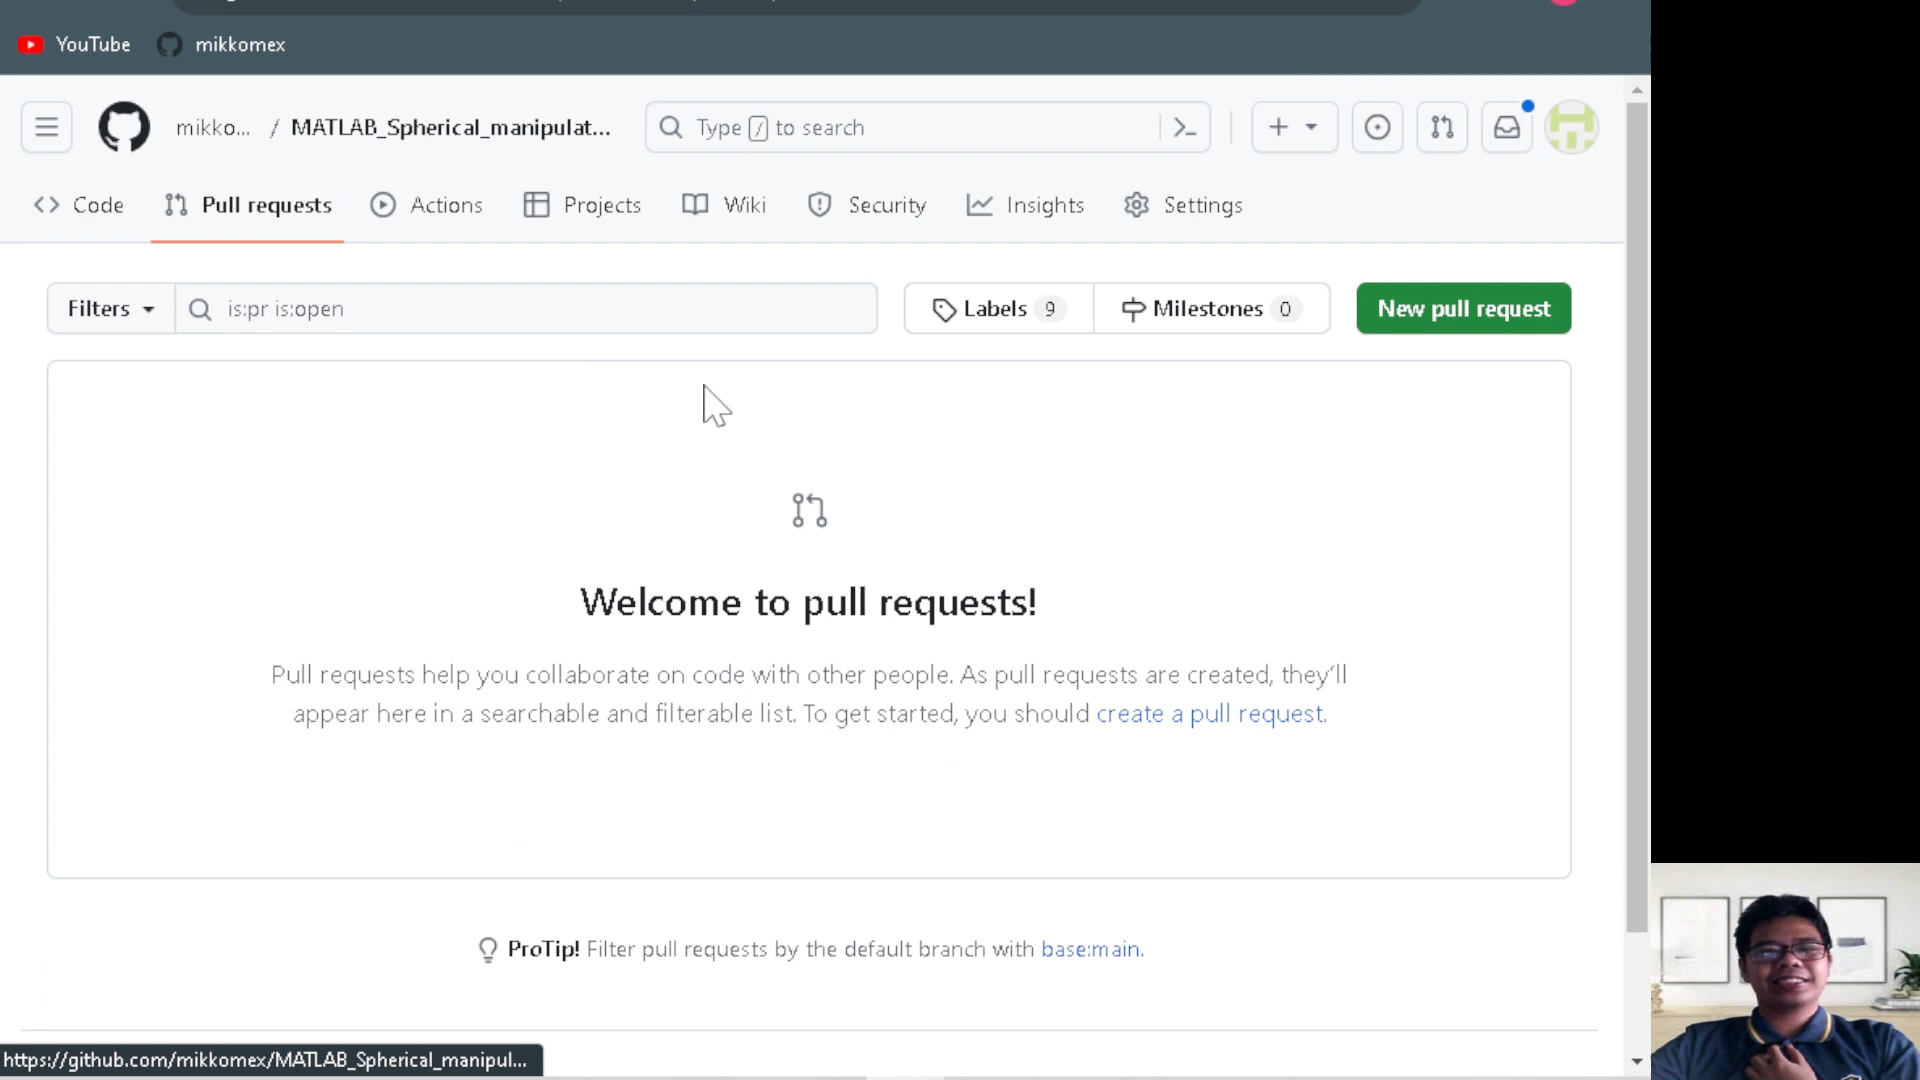 YouTube mikkomex
mikko... / MATLAB_Spherical_manipulat... Type / to search
Code Pull requests Actions Projects Wiki Security Insights Settings
Filters is:pr is:open Labels 9 Milestones 0 New pull request
Welcome to pull requests!
Pull requests help you collaborate on code with other people. As pull requests are created, they'll
appear here in a searchable and filterable list. To get started, you should create a pull request.
ProTip! Filter pull requests by the default branch with base:main.
https://github.com/mikkomex/MATLAB_Spherical_manipul...